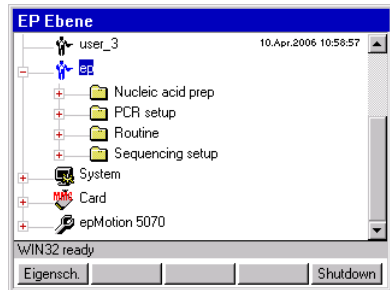 EP Ebene
user_3 10.Apr.2006 10:58:57
ep
Nucleic acid prep
PCR setup
Routine
Sequencing setup
System
MMC Card
epMotion 5070
WIN32 ready
Eigensch. Shutdown